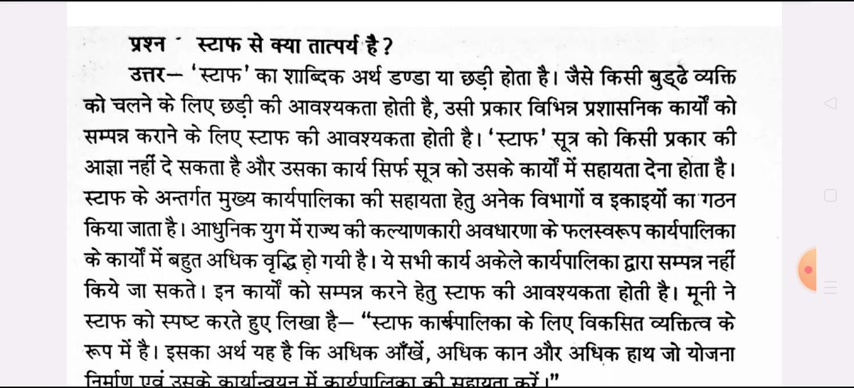 प्रश्न - स्टाफ से क्या तात्पर्य है ?
उत्तर— ‘स्टाफ’ का शाब्दिक अर्थ डण्डा या छड़ी होता है। जैसे किसी बुड्ढे व्यक्ति
को चलने के लिए छड़ी की आवश्यकता होती है, उसी प्रकार विभिन्न प्रशासनिक कार्यों को
सम्पन्न कराने के लिए स्टाफ की आवश्यकता होती है। ‘स्टाफ’ सूत्र को किसी प्रकार की
आज्ञा नहीं दे सकता है और उसका कार्य सिर्फ सूत्र को उसके कार्यों में सहायता देना होता है।
स्टाफ के अन्तर्गत मुख्य कार्यपालिका की सहायता हेतु अनेक विभागों व इकाइयों का गठन
किया जाता है। आधुनिक युग में राज्य की कल्याणकारी अवधारणा के फलस्वरूप कार्यपालिका
के कार्यों में बहुत अधिक वृद्धि हो गयी है। ये सभी कार्य अकेले कार्यपालिका द्वारा सम्पन्न नहीं
किये जा सकते। इन कार्यों को सम्पन्न करने हेतु स्टाफ की आवश्यकता होती है। मूनी ने
स्टाफ को स्पष्ट करते हुए लिखा है— “स्टाफ कार्यपालिका के लिए विकसित व्यक्तित्व के
रूप में है। इसका अर्थ यह है कि अधिक आँखें, अधिक कान और अधिक हाथ जो योजना
निर्माण एवं उसके कार्यान्वयन में कार्यपालिका की सहायता करें।”